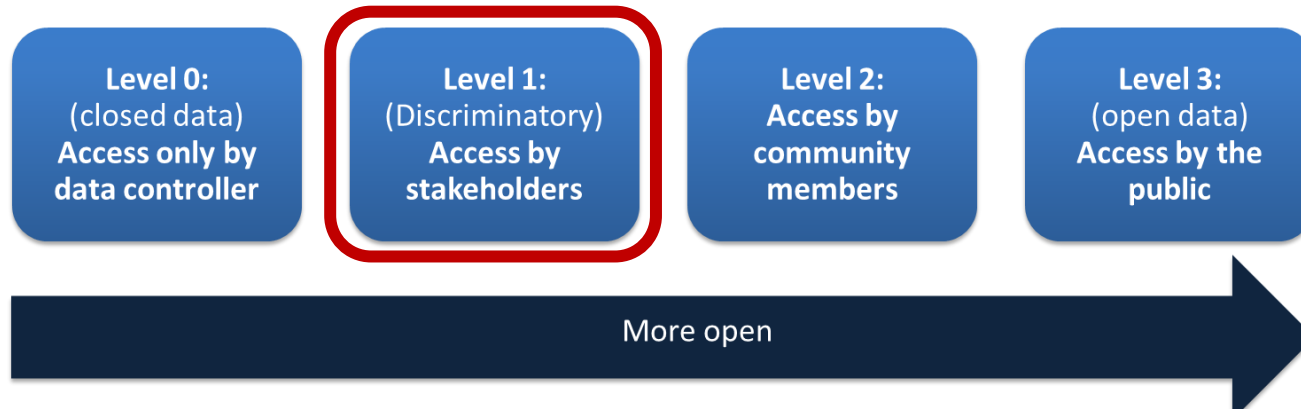 Level 0:
(closed data)
Access only by
data controller
Level 1:
(Discriminatory)
Access by
stakeholders
Level 2:
Access by
community
members
Level 3:
(open data)
Access by the
public
More open